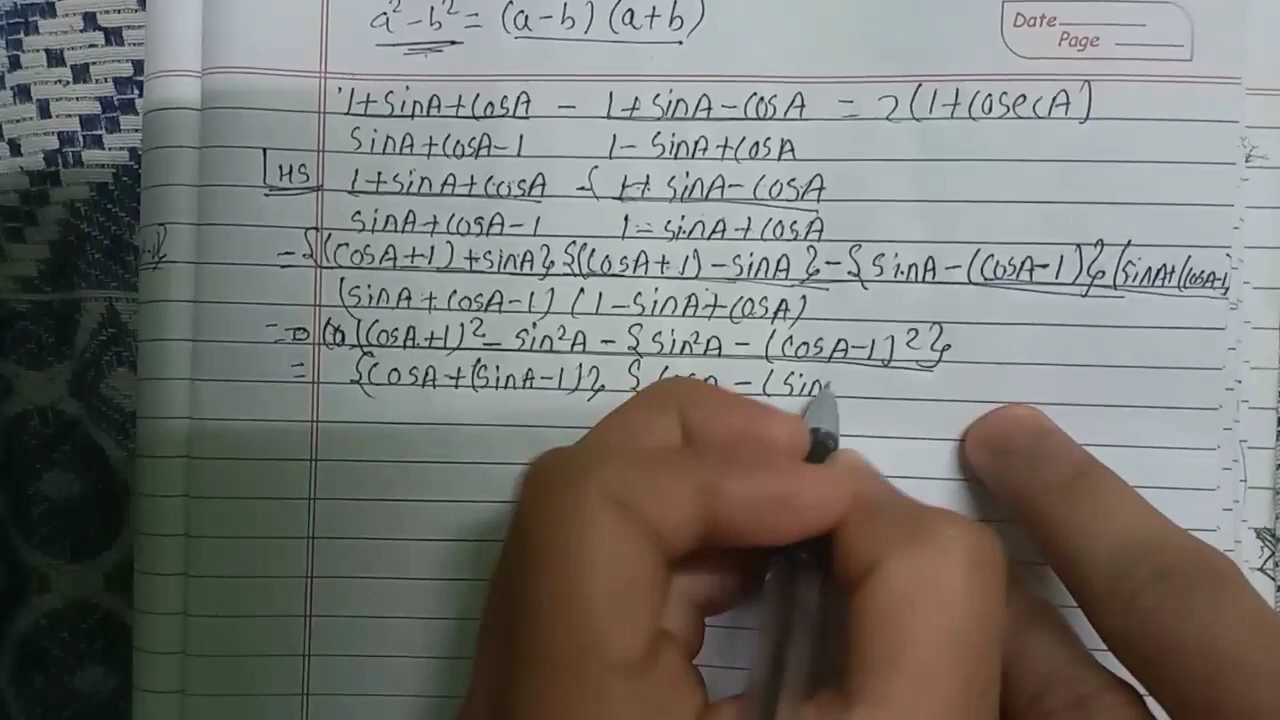 a² - b² = (a-b) (a+b)
Date
Page
1+sinA+cosA - 1+sinA-cosA = 2(1+cosecA)
sinA+cosA-1 1-sinA+cosA
LHS 1+sinA+cosA -{ 1+ sinA-cosA
sinA+cosA-1 1-sinA+cosA
={(cosA+1)+sinA} {(cosA+1)-sinA}-{sinA-(cosA-1)} (sinA+(cosA-1)
(sinA+cosA-1) (1-sinA+cosA)
= (cosA+1)² - sin²A - {sin²A - (cosA-1)²}
= {cosA+(sinA-1)} { - (sin